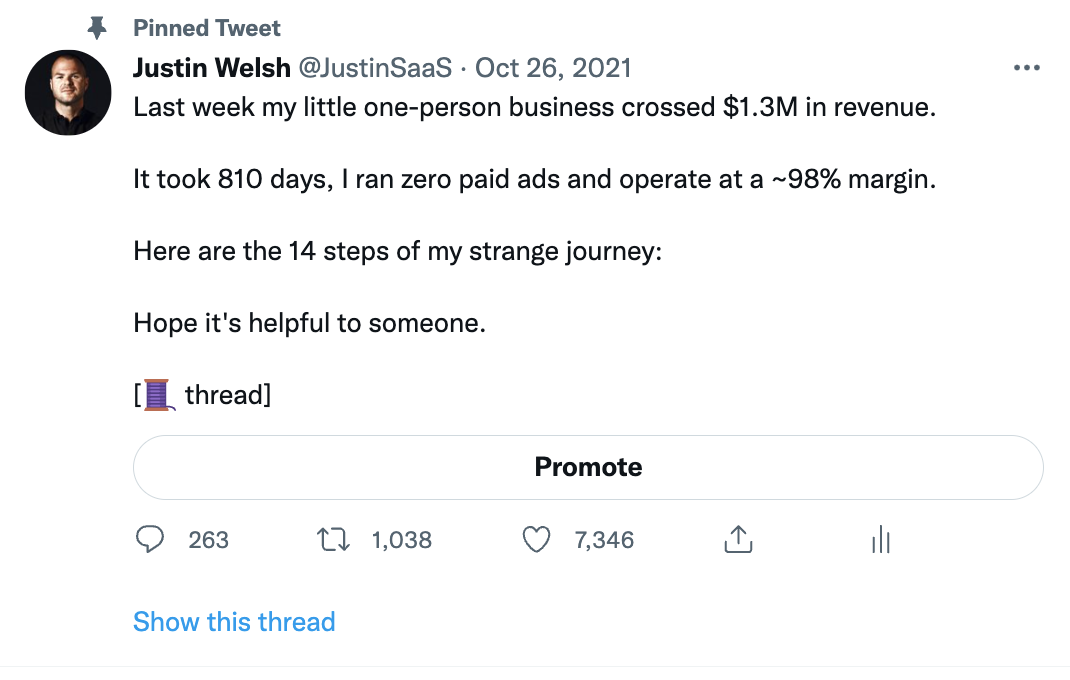 Pinned Tweet
Justin Welsh @JustinSaaS · Oct 26, 2021
Last week my little one-person business crossed $1.3M in revenue.
It took 810 days, I ran zero paid ads and operate at a ~98% margin.
Here are the 14 steps of my strange journey:
Hope it's helpful to someone.
[🧵 thread]
Promote
263 1,038 7,346
Show this thread